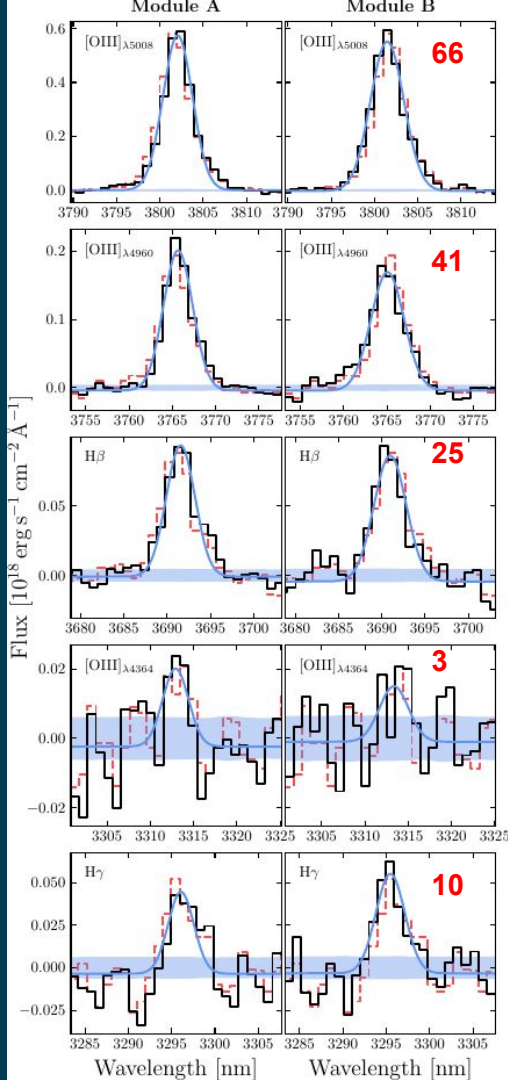 Module A Module B
[OIII]λ5008 [OIII]λ5008 66
0.6
0.4
0.2
0.0
3790 3795 3800 3805 3810 3790 3795 3800 3805 3810
[OIII]λ4960 [OIII]λ4960 41
0.2
0.1
0.0
3755 3760 3765 3770 3775 3755 3760 3765 3770 3775
Hβ Hβ 25
0.05
0.00
3680 3685 3690 3695 3700 3680 3685 3690 3695 3700
[OIII]λ4364 [OIII]λ4364 3
0.02
0.00
−0.02
3305 3310 3315 3320 3325 3305 3310 3315 3320 3325
Hγ Hγ 10
0.050
0.025
0.000
−0.025
3285 3290 3295 3300 3305 3285 3290 3295 3300 3305
Wavelength [nm] Wavelength [nm]
Flux [10¹⁸ erg s⁻¹ cm⁻² Å⁻¹]